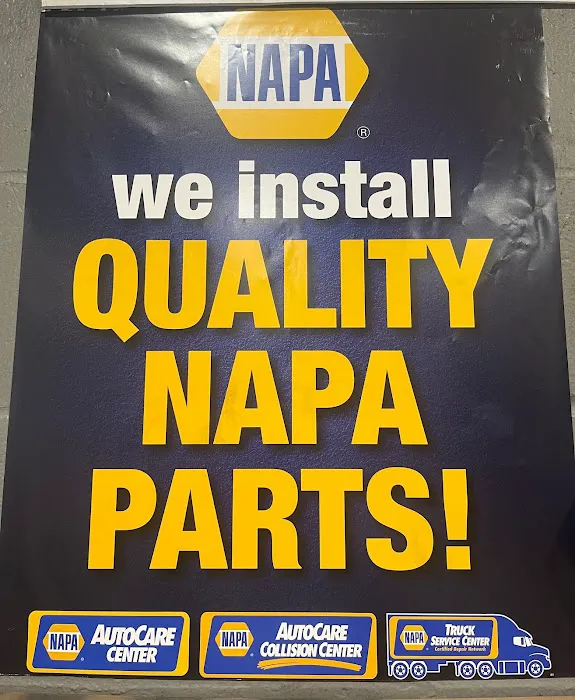 NAPA
®
we install
QUALITY
NAPA
PARTS!
NAPA AUTOCARE
CENTER
NAPA AUTOCARE
COLLISION CENTER
NAPA TRUCK
SERVICE CENTER
Certified Repair Network